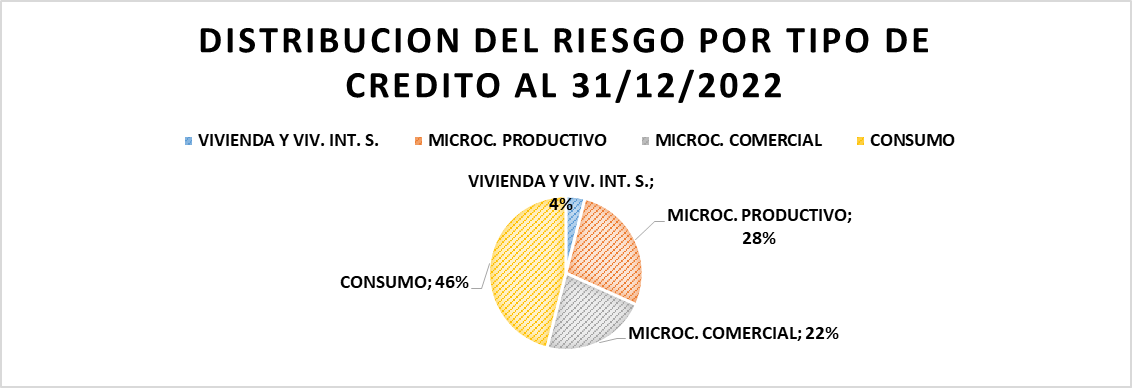 DISTRIBUCION DEL RIESGO POR TIPO DE
CREDITO AL 31/12/2022
VIVIENDA Y VIV. INT. S.
MICROC. PRODUCTIVO
MICROC. COMERCIAL
CONSUMO
VIVIENDA Y VIV. INT. S.;
4%
MICROC. PRODUCTIVO;
28%
CONSUMO; 46%
MICROC. COMERCIAL; 22%